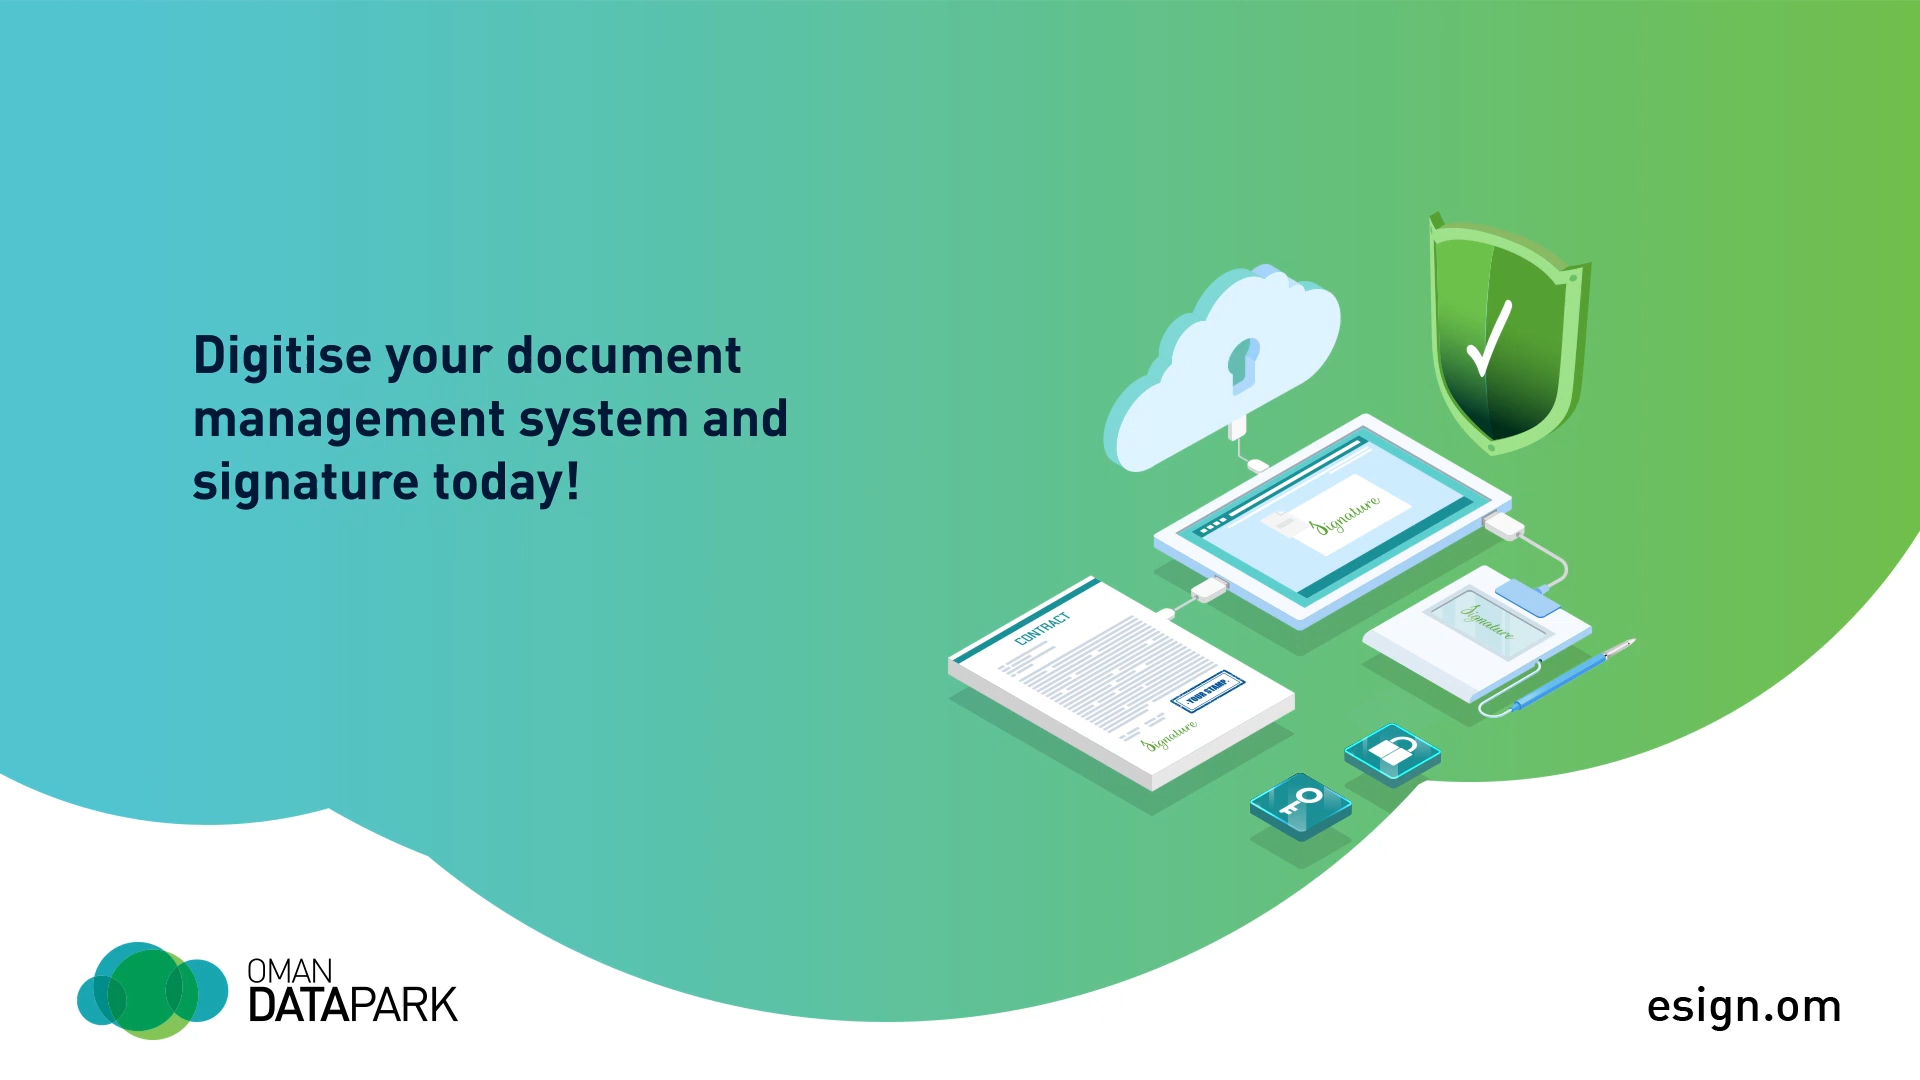 Digitise your document
management system and
signature today!
Signature
Signature
CONTRACT
YOUR STAMP
Signature
OMAN
DATAPARK
esign.om